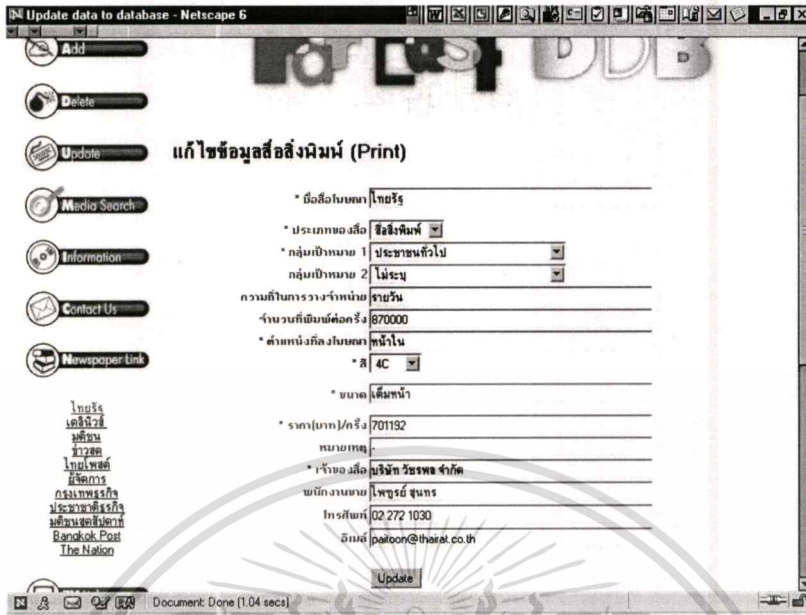 Update data to database - Netscape 6
Far East DDB
Add
Delete
Update
Media Search
Information
Contact Us
Newspaper Link
ไทยรัฐ
เดลินิวส์
มติชน
ข่าวสด
ไทยโพสต์
ผู้จัดการ
กรุงเทพธุรกิจ
ประชาชาติธุรกิจ
มติชนสุดสัปดาห์
Bangkok Post
The Nation
แก้ไขข้อมูลสื่อสิ่งพิมพ์ (Print)
* ชื่อสื่อโฆษณา ไทยรัฐ
* ประเภทของสื่อ สื่อสิ่งพิมพ์
* กลุ่มเป้าหมาย 1 ประชาชนทั่วไป
กลุ่มเป้าหมาย 2 ไม่ระบุ
ความถี่ในการวางจำหน่าย รายวัน
จำนวนที่พิมพ์ต่อครั้ง 870000
* ตำแหน่งที่ลงโฆษณา หน้าใน
* สี 4C
* ขนาด เต็มหน้า
* ราคา(บาท)/ครั้ง 701192
หมายเหตุ -
* เจ้าของสื่อ บริษัท วัชรพล จำกัด
พนักงานขาย ไพฑูรย์ สุนทร
โทรศัพท์ 02 272 1030
อีเมล์ paitoon@thairat.co.th
Update
Document: Done (1.04 secs)